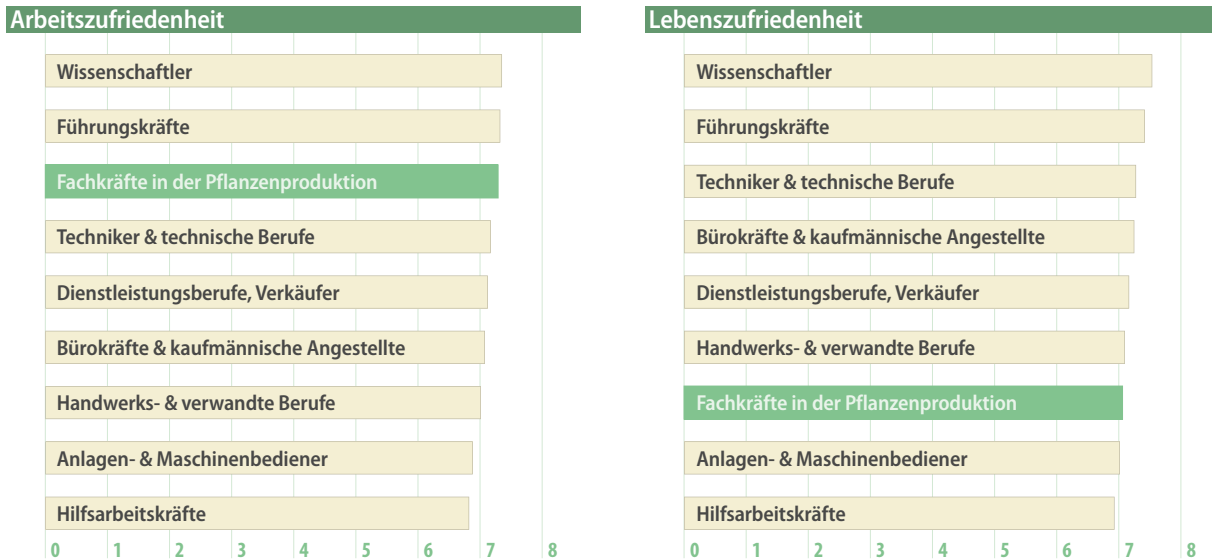 Arbeitszufriedenheit
Wissenschaftler
Führungskräfte
Fachkräfte in der Pflanzenproduktion
Techniker & technische Berufe
Dienstleistungsberufe, Verkäufer
Bürokräfte & kaufmännische Angestellte
Handwerks- & verwandte Berufe
Anlagen- & Maschinenbediener
Hilfsarbeitskräfte
0 1 2 3 4 5 6 7 8
Lebenszufriedenheit
Wissenschaftler
Führungskräfte
Techniker & technische Berufe
Bürokräfte & kaufmännische Angestellte
Dienstleistungsberufe, Verkäufer
Handwerks- & verwandte Berufe
Fachkräfte in der Pflanzenproduktion
Anlagen- & Maschinenbediener
Hilfsarbeitskräfte
0 1 2 3 4 5 6 7 8